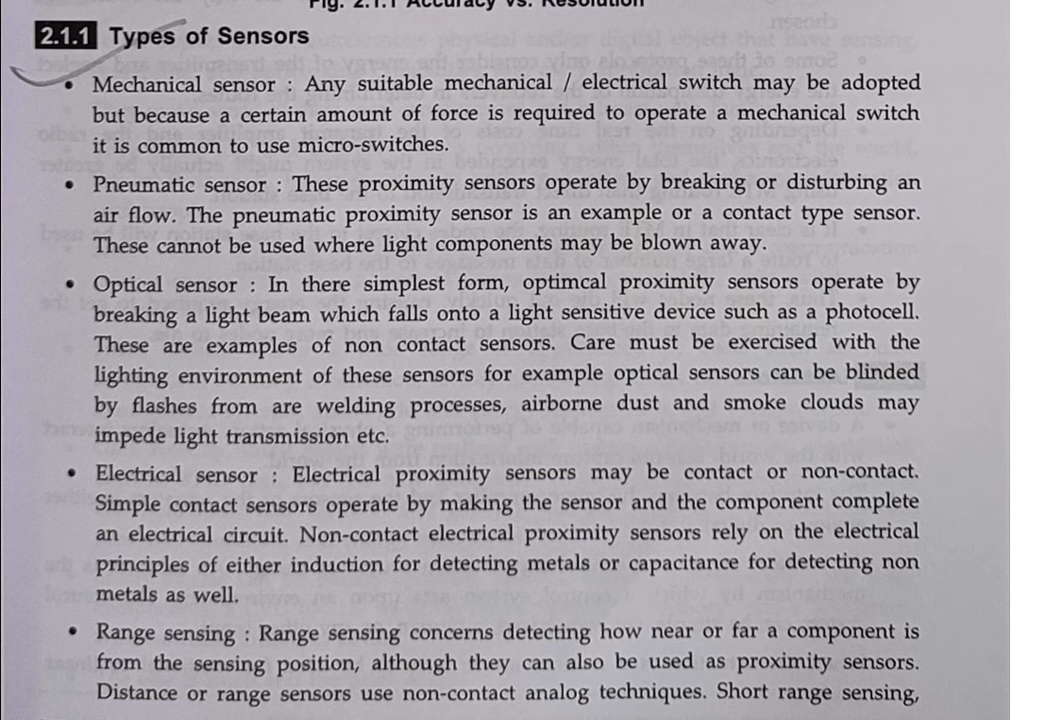 Fig. 2.1.1 Accuracy vs. Resolution
2.1.1 Types of Sensors
• Mechanical sensor : Any suitable mechanical / electrical switch may be adopted
but because a certain amount of force is required to operate a mechanical switch
it is common to use micro-switches.
• Pneumatic sensor : These proximity sensors operate by breaking or disturbing an
air flow. The pneumatic proximity sensor is an example or a contact type sensor.
These cannot be used where light components may be blown away.
• Optical sensor : In there simplest form, optimcal proximity sensors operate by
breaking a light beam which falls onto a light sensitive device such as a photocell.
These are examples of non contact sensors. Care must be exercised with the
lighting environment of these sensors for example optical sensors can be blinded
by flashes from are welding processes, airborne dust and smoke clouds may
impede light transmission etc.
• Electrical sensor : Electrical proximity sensors may be contact or non-contact.
Simple contact sensors operate by making the sensor and the component complete
an electrical circuit. Non-contact electrical proximity sensors rely on the electrical
principles of either induction for detecting metals or capacitance for detecting non
metals as well.
• Range sensing : Range sensing concerns detecting how near or far a component is
from the sensing position, although they can also be used as proximity sensors.
Distance or range sensors use non-contact analog techniques. Short range sensing,